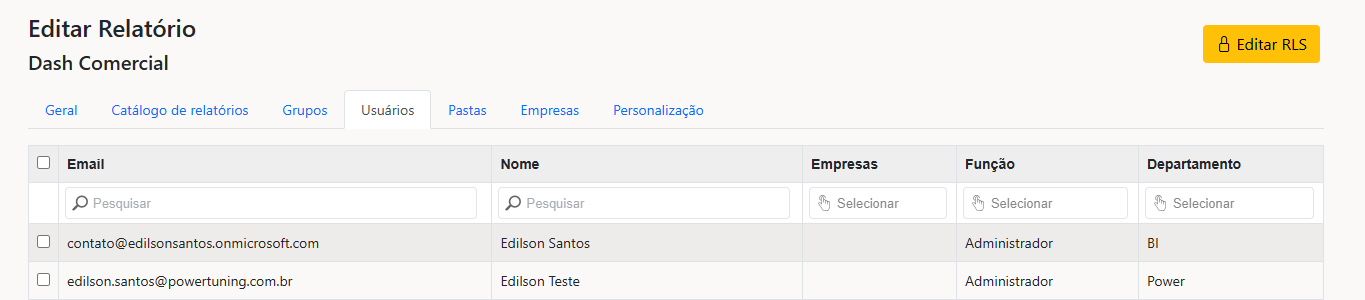 Editar Relatório
Editar RLS
Dash Comercial
Geral Catálogo de relatórios Grupos Usuários Pastas Empresas Personalização
Email Nome Empresas Função Departamento
Pesquisar Pesquisar Selecionar Selecionar Selecionar
contato@edilsonsantos.onmicrosoft.com Edilson Santos Administrador BI
edilson.santos@powertuning.com.br Edilson Teste Administrador Power